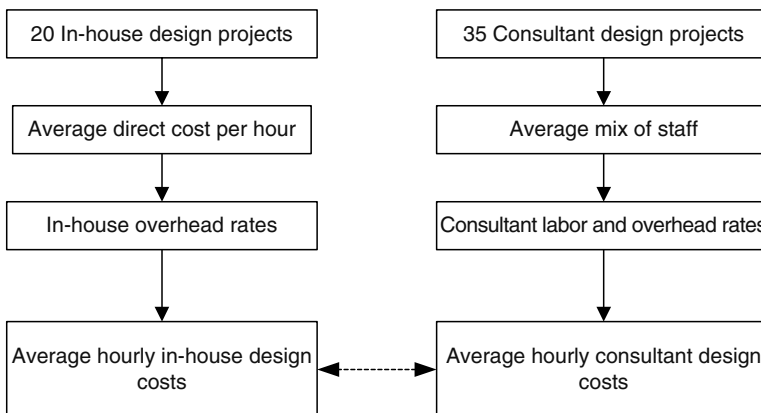 20 In-house design projects
Average direct cost per hour
In-house overhead rates
Average hourly in-house design
costs
35 Consultant design projects
Average mix of staff
Consultant labor and overhead rates
Average hourly consultant design
costs